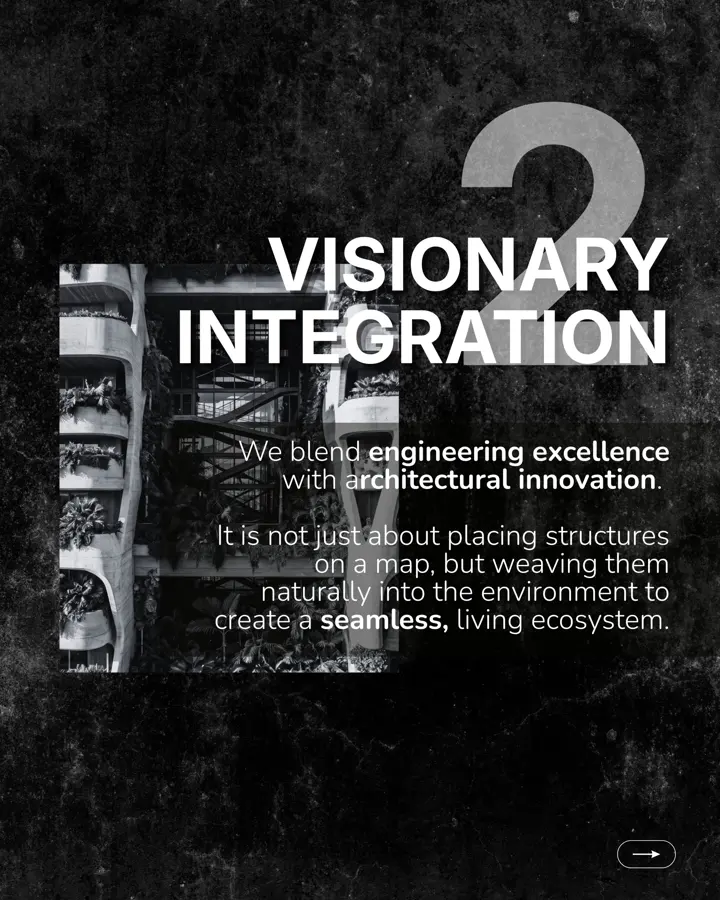 2
VISIONARY
INTEGRATION
We blend engineering excellence
with architectural innovation.
It is not just about placing structures
on a map, but weaving them
naturally into the environment to
create a seamless, living ecosystem.